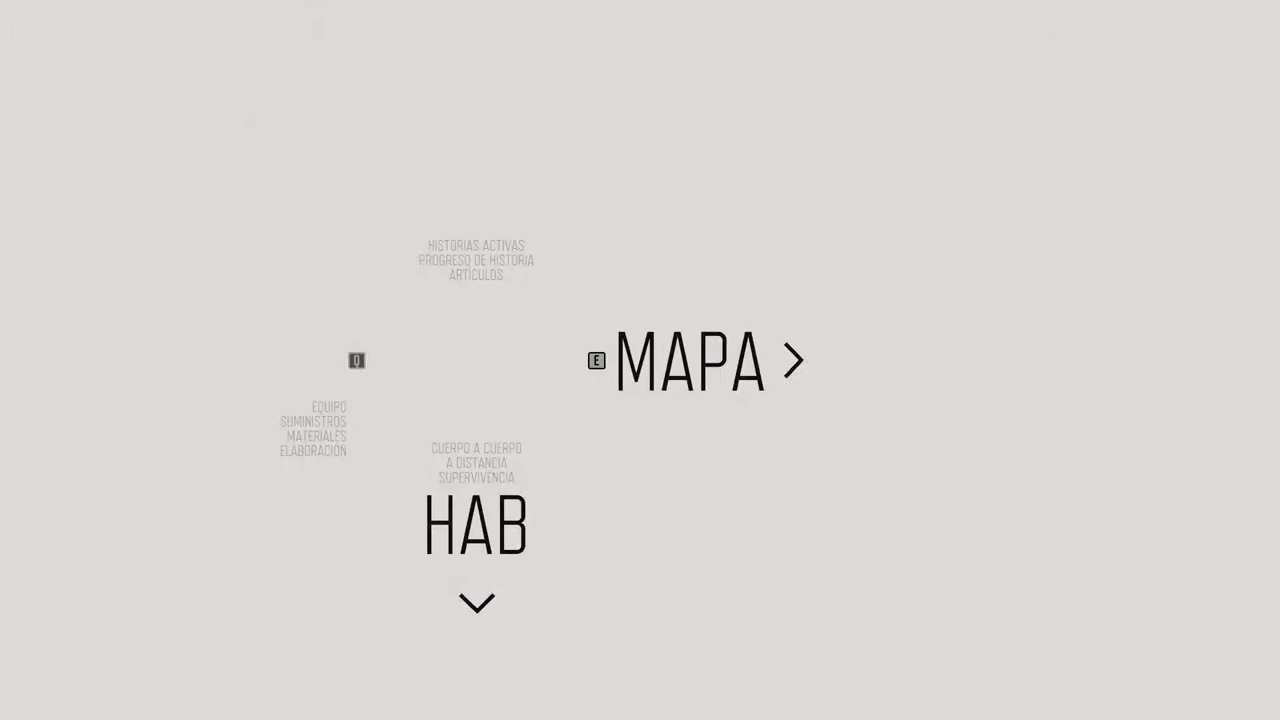 HISTORIAS ACTIVAS
PROGRESO DE HISTORIA
ARTÍCULOS
Q
E MAPA
EQUIPO
SUMINISTROS
MATERIALES
ELABORACIÓN
CUERPO A CUERPO
A DISTANCIA
SUPERVIVENCIA
HAB